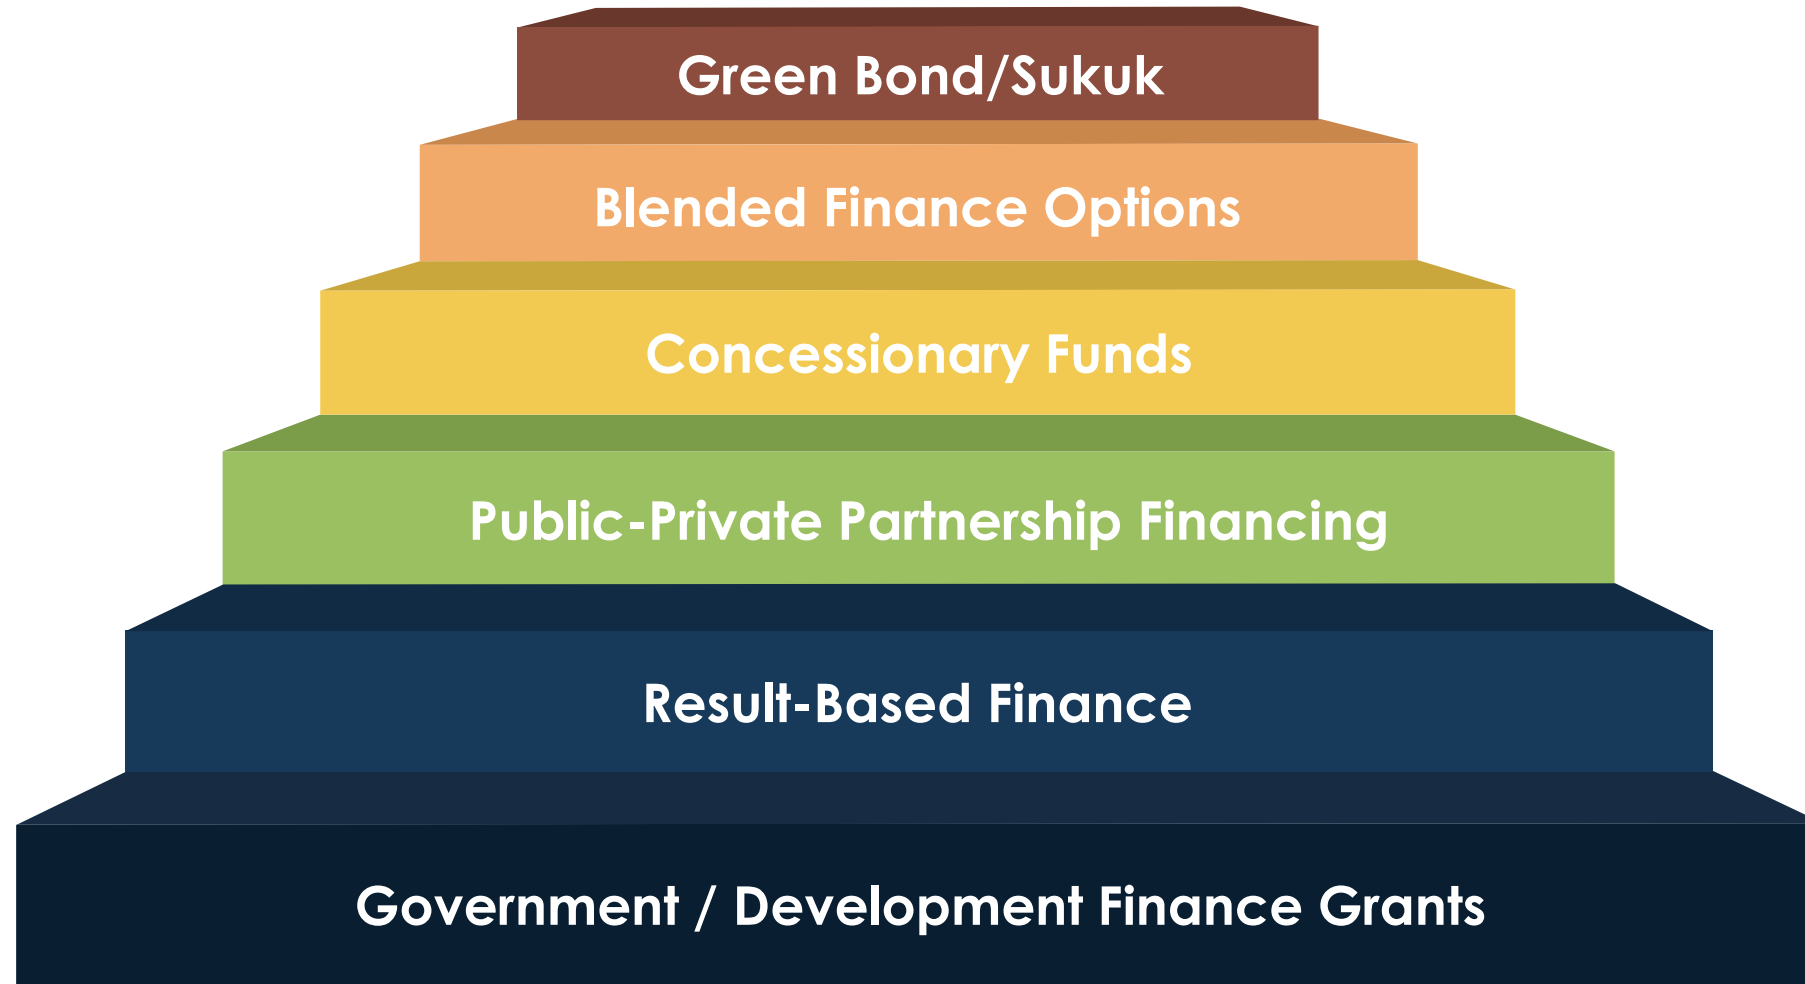 Green Bond/Sukuk
Blended Finance Options
Concessionary Funds
Public-Private Partnership Financing
Result-Based Finance
Government / Development Finance Grants